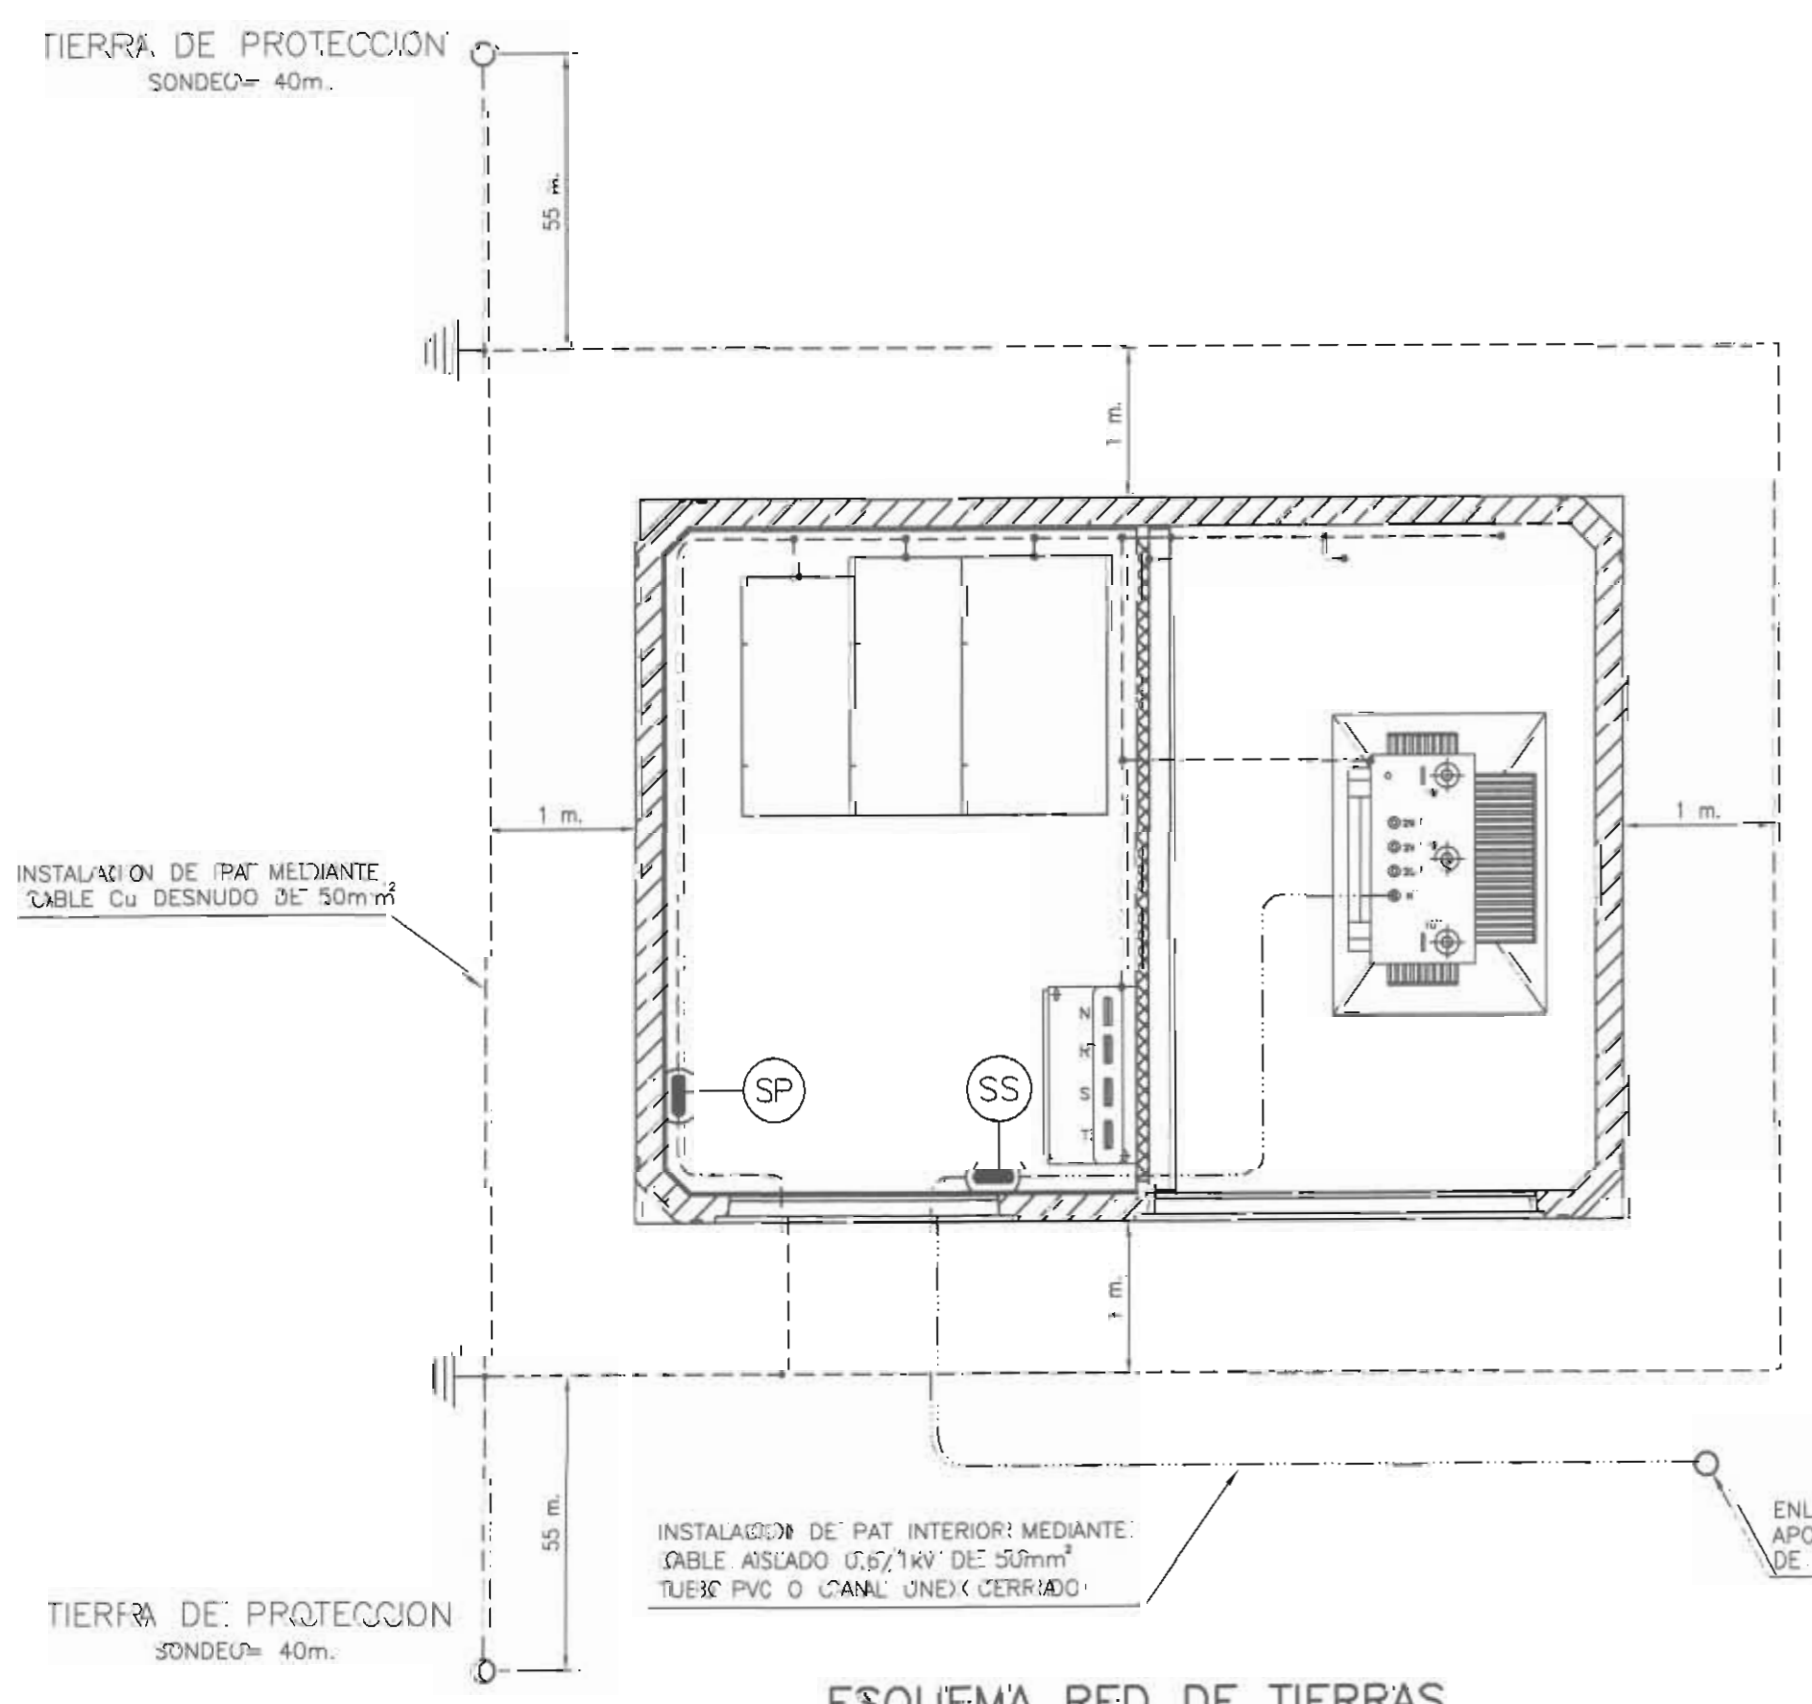 TIERRA DE PROTECCION
SONDEO= 40m.
55 m.
1 m.
1 m.
1 m.
INSTALACION DE PAT MEDIANTE
CABLE Cu DESNUDO DE 50mm²
N
R
S
T
SP
SS
1 m.
55 m.
INSTALACION DE PAT INTERIOR MEDIANTE
CABLE AISLADO 0,6/1kV DE 50mm²
TUBO PVC O CANAL UNEX CERRADO
ENL
APO
DE
TIERRA DE PROTECCION
SONDEO= 40m.
ESQUEMA RED DE TIERRAS